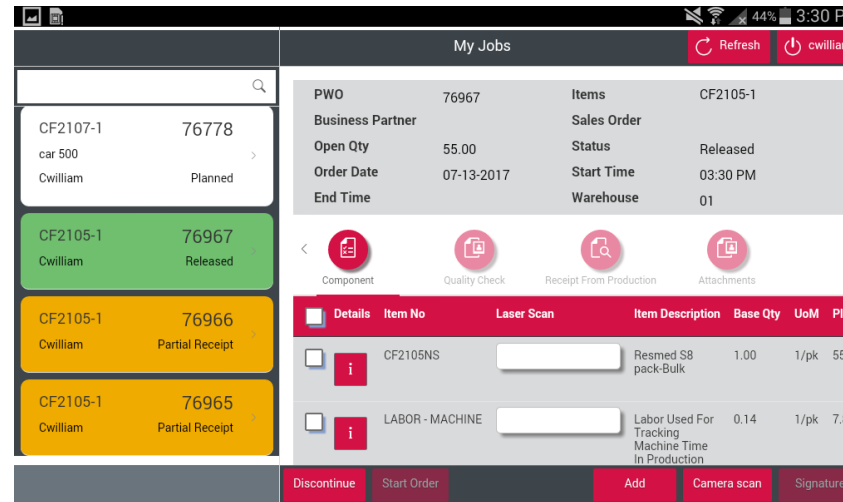 44% 3:30 P
My Jobs
Refresh
cwilliar
CF2107-1 76778
car 500
Cwilliam Planned
CF2105-1 76967
Cwilliam Released
CF2105-1 76966
Cwilliam Partial Receipt
CF2105-1 76965
Cwilliam Partial Receipt
PWO 76967 Items CF2105-1
Business Partner Sales Order
Open Qty 55.00 Status Released
Order Date 07-13-2017 Start Time 03:30 PM
End Time Warehouse 01
Component Quality Check Receipt From Production Attachments
Details Item No Laser Scan Item Description Base Qty UoM Pl
i CF2105NS Resmed S8 1.00 1/pk 55
pack-Bulk
i LABOR - MACHINE Labor Used For 0.14 1/pk 7.
Tracking
Machine Time
In Production
Discontinue Start Order Add Camera scan Signature